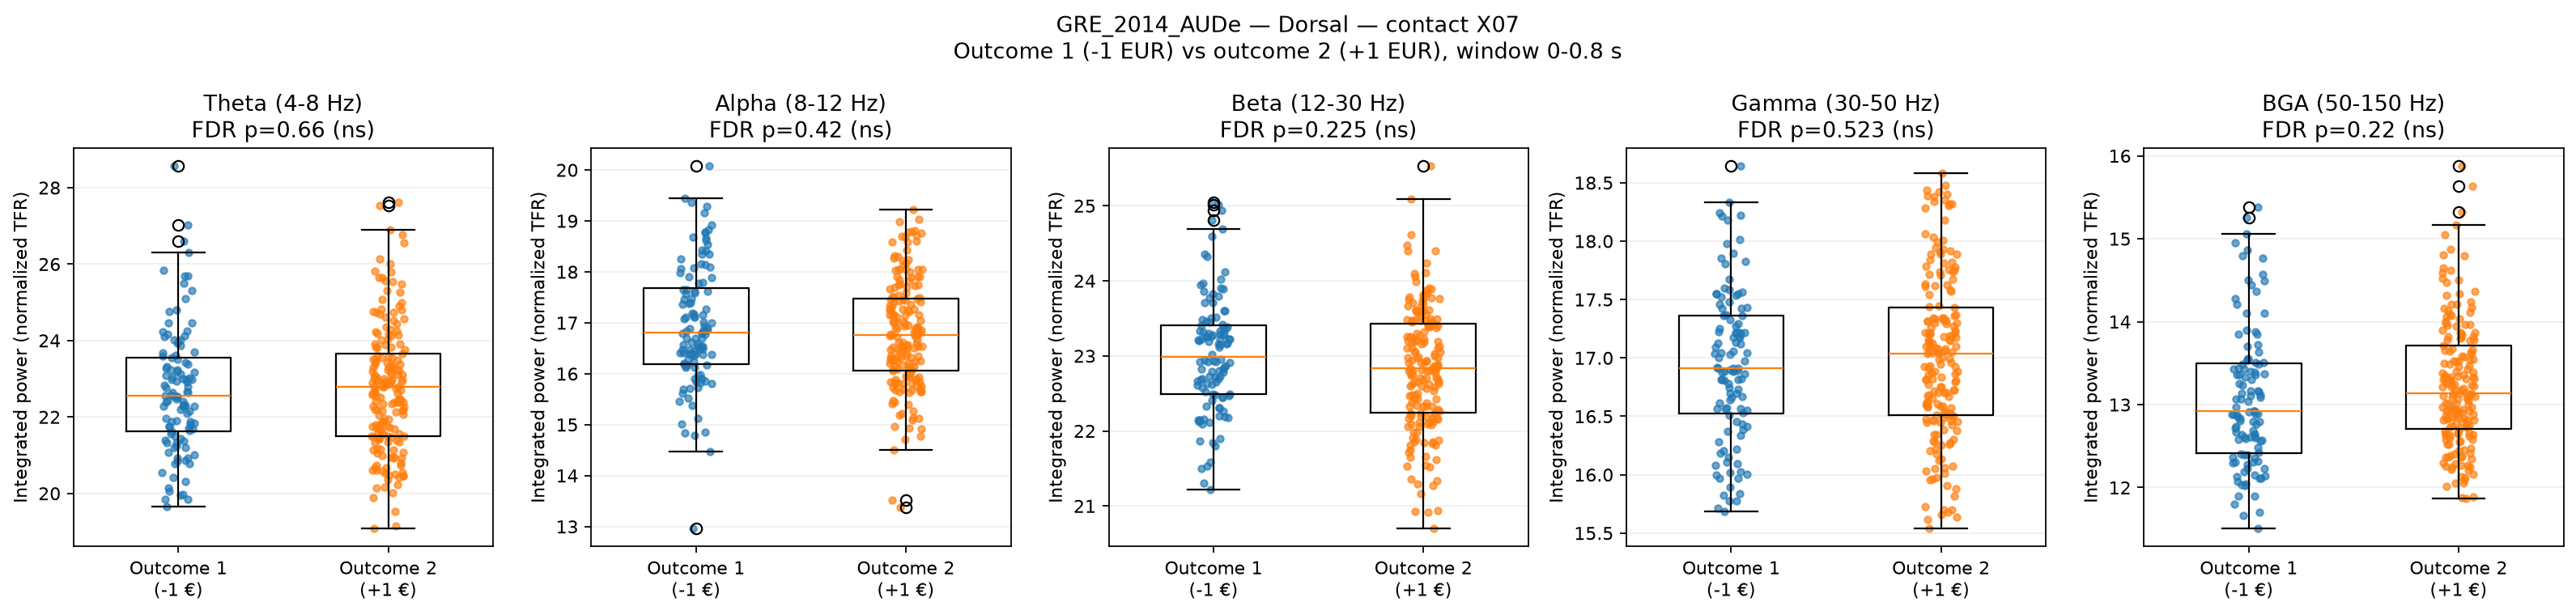 GRE_2014_AUDe — Dorsal — contact X07
Outcome 1 (-1 EUR) vs outcome 2 (+1 EUR), window 0-0.8 s
Theta (4-8 Hz)
FDR p=0.66 (ns)
Integrated power (normalized TFR)
28
26
24
22
20
Outcome 1
(-1 €)
Outcome 2
(+1 €)
Alpha (8-12 Hz)
FDR p=0.42 (ns)
Integrated power (normalized TFR)
20
19
18
17
16
15
14
13
Outcome 1
(-1 €)
Outcome 2
(+1 €)
Beta (12-30 Hz)
FDR p=0.225 (ns)
Integrated power (normalized TFR)
25
24
23
22
21
Outcome 1
(-1 €)
Outcome 2
(+1 €)
Gamma (30-50 Hz)
FDR p=0.523 (ns)
Integrated power (normalized TFR)
18.5
18.0
17.5
17.0
16.5
16.0
15.5
Outcome 1
(-1 €)
Outcome 2
(+1 €)
BGA (50-150 Hz)
FDR p=0.22 (ns)
Integrated power (normalized TFR)
16
15
14
13
12
Outcome 1
(-1 €)
Outcome 2
(+1 €)